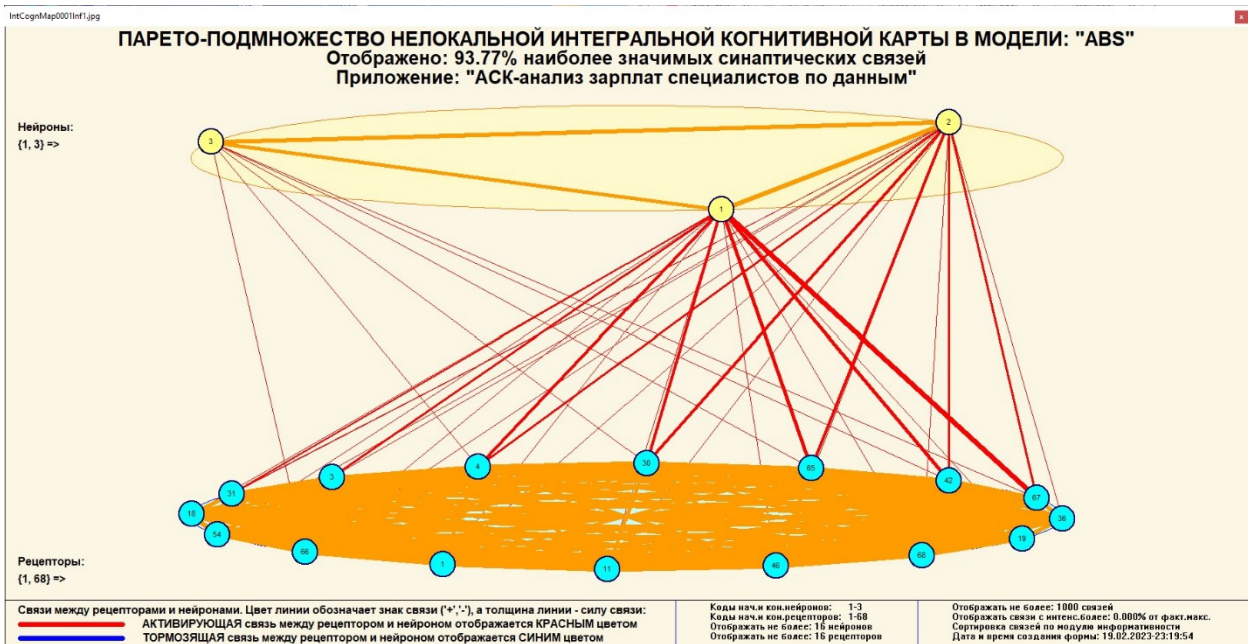 IntCognMap0001Inf1.jpg
ПАРЕТО-ПОДМНОЖЕСТВО НЕЛОКАЛЬНОЙ ИНТЕГРАЛЬНОЙ КОГНИТИВНОЙ КАРТЫ В МОДЕЛИ: "ABS"
Отображено: 93.77% наиболее значимых синаптических связей
Приложение: "АСК-анализ зарплат специалистов по данным"
Нейроны:
{1, 3} =>
3
2
1
31
3
4
30
65
42
67
18
36
54
66
1
11
46
68
19
Рецепторы:
{1, 68} =>
Связи между рецепторами и нейронами. Цвет линии обозначает знак связи ('+','-'), а толщина линии - силу связи:
АКТИВИРУЮЩАЯ связь между рецептором и нейроном отображается КРАСНЫМ цветом
ТОРМОЗЯЩАЯ связь между рецептором и нейроном отображается СИНИМ цветом
Коды нач.и кон.нейронов: 1-3
Коды нач.и кон.рецепторов: 1-68
Отображать не более: 16 нейронов
Отображать не более: 16 рецепторов
Отображать не более: 1000 связей
Отображать связи с интенс.более: 0.000% от факт.макс.
Сортировка связей по модулю информативности
Дата и время создания формы: 19.02.2023-23:19:54